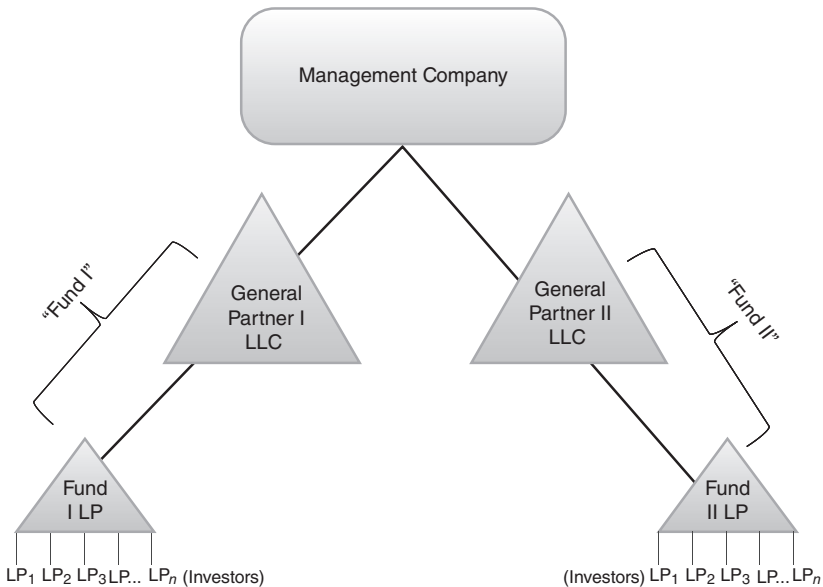 Management Company
“Fund I”
General
Partner I
LLC
General
Partner II
LLC
“Fund II”
Fund
I LP
Fund
II LP
LP1 LP2 LP3 LP... LPn (Investors)
(Investors) LP1 LP2 LP3 LP... LPn